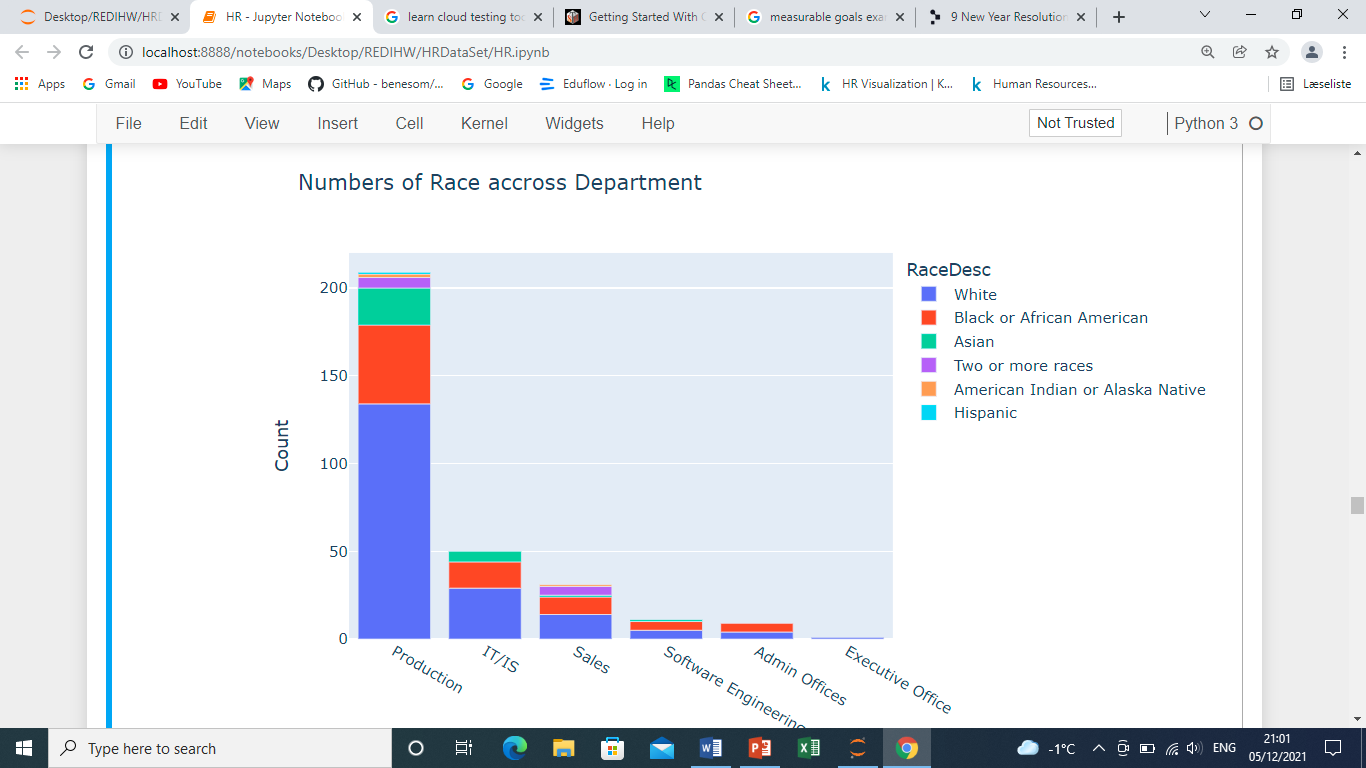 Desktop/REDIHW/HRD
HR - Jupyter Noteboo
learn cloud testing too
Getting Started With C
measurable goals exa
9 New Year Resolution
localhost:8888/notebooks/Desktop/REDIHW/HRDataSet/HR.ipynb
Apps
Gmail
YouTube
Maps
GitHub - benesom/...
Google
Eduflow · Log in
Pandas Cheat Sheet...
HR Visualization | K...
Human Resources...
Læseliste
File Edit View Insert Cell Kernel Widgets Help
Not Trusted
Python 3
Numbers of Race accross Department
RaceDesc
White
Black or African American
Asian
Two or more races
American Indian or Alaska Native
Hispanic
Count
200
150
100
50
0
Production
IT/IS
Sales
Software Engineering
Admin Offices
Executive Office
Type here to search
-1°C
ENG
21:01
05/12/2021